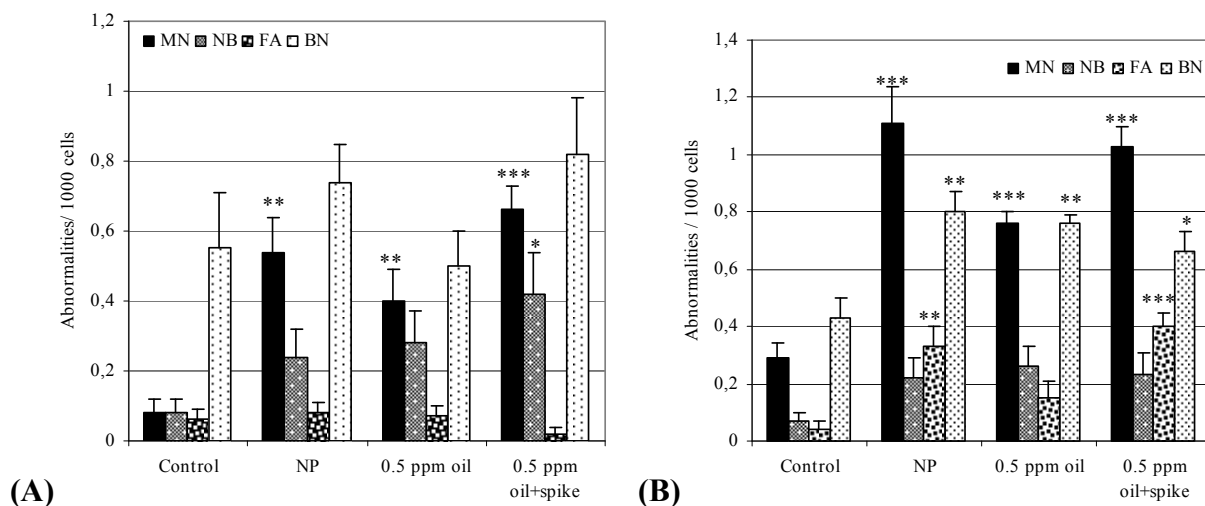 1,2
1
0,8
0,6
0,4
0,2
0
Abnormalities/ 1000 cells
MN NB FA BN
** ** *** *
Control NP 0.5 ppm oil 0.5 ppm
oil+spike
(A)
1,4
1,2
1
0,8
0,6
0,4
0,2
0
Abnormalities / 1000 cells
MN NB FA BN
*** ** ** *** ** *** *** *
Control NP 0.5 ppm oil 0.5 ppm
oil+spike
(B)